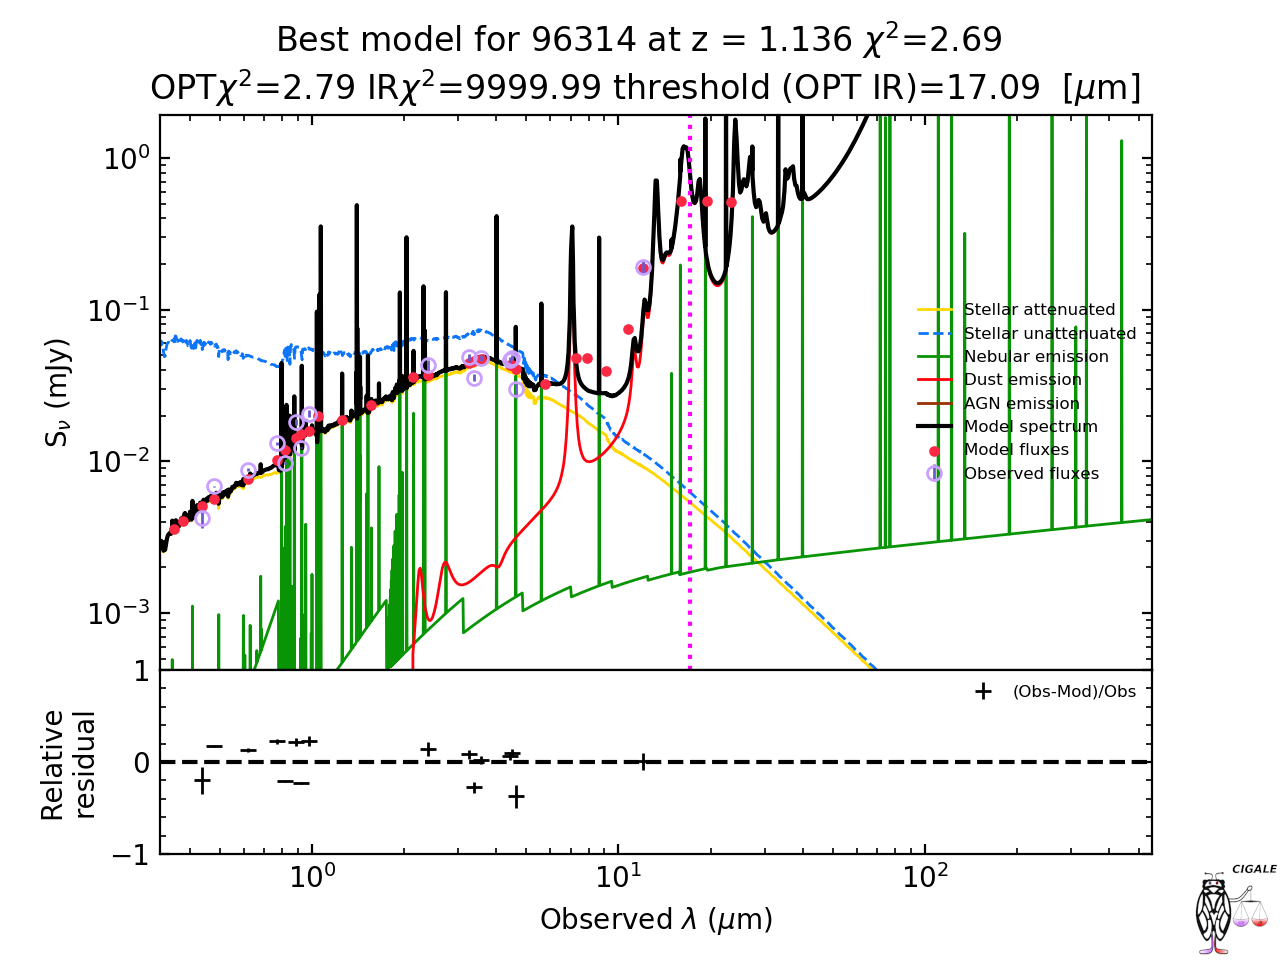 Best model for 96314 at z = 1.136 χ²=2.69
OPTχ²=2.79 IRχ²=9999.99 threshold (OPT IR)=17.09  [μm]
10⁰
10⁻¹
10⁻²
10⁻³
S_ν (mJy)
Stellar attenuated
Stellar unattenuated
Nebular emission
Dust emission
AGN emission
Model spectrum
Model fluxes
Observed fluxes
1
0
−1
Relative
residual
(Obs-Mod)/Obs
10⁰ 10¹ 10²
Observed λ (μm)
CIGALE